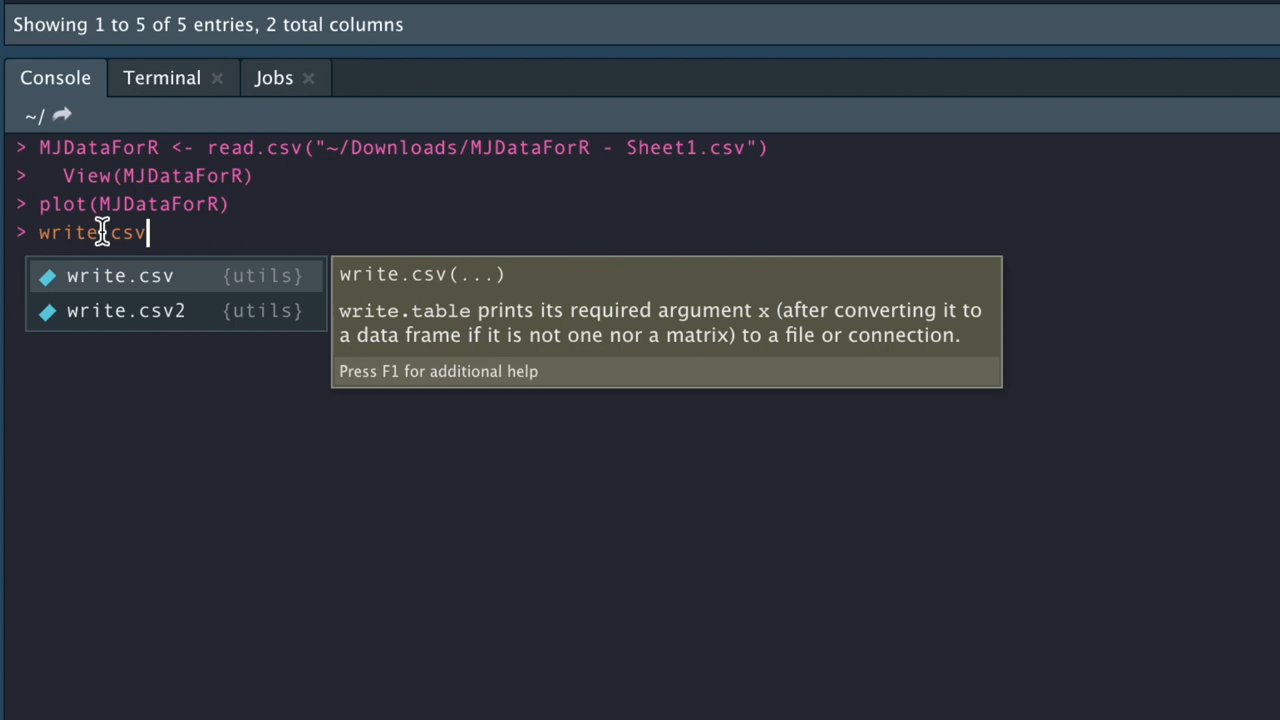 Showing 1 to 5 of 5 entries, 2 total columns
Console Terminal × Jobs ×
~/
> MJDataForR <- read.csv("~/Downloads/MJDataForR - Sheet1.csv")
>   View(MJDataForR)
> plot(MJDataForR)
> write.csv
write.csv {utils}
write.csv2 {utils}
write.csv(...)
write.table prints its required argument x (after converting it to
a data frame if it is not one nor a matrix) to a file or connection.
Press F1 for additional help